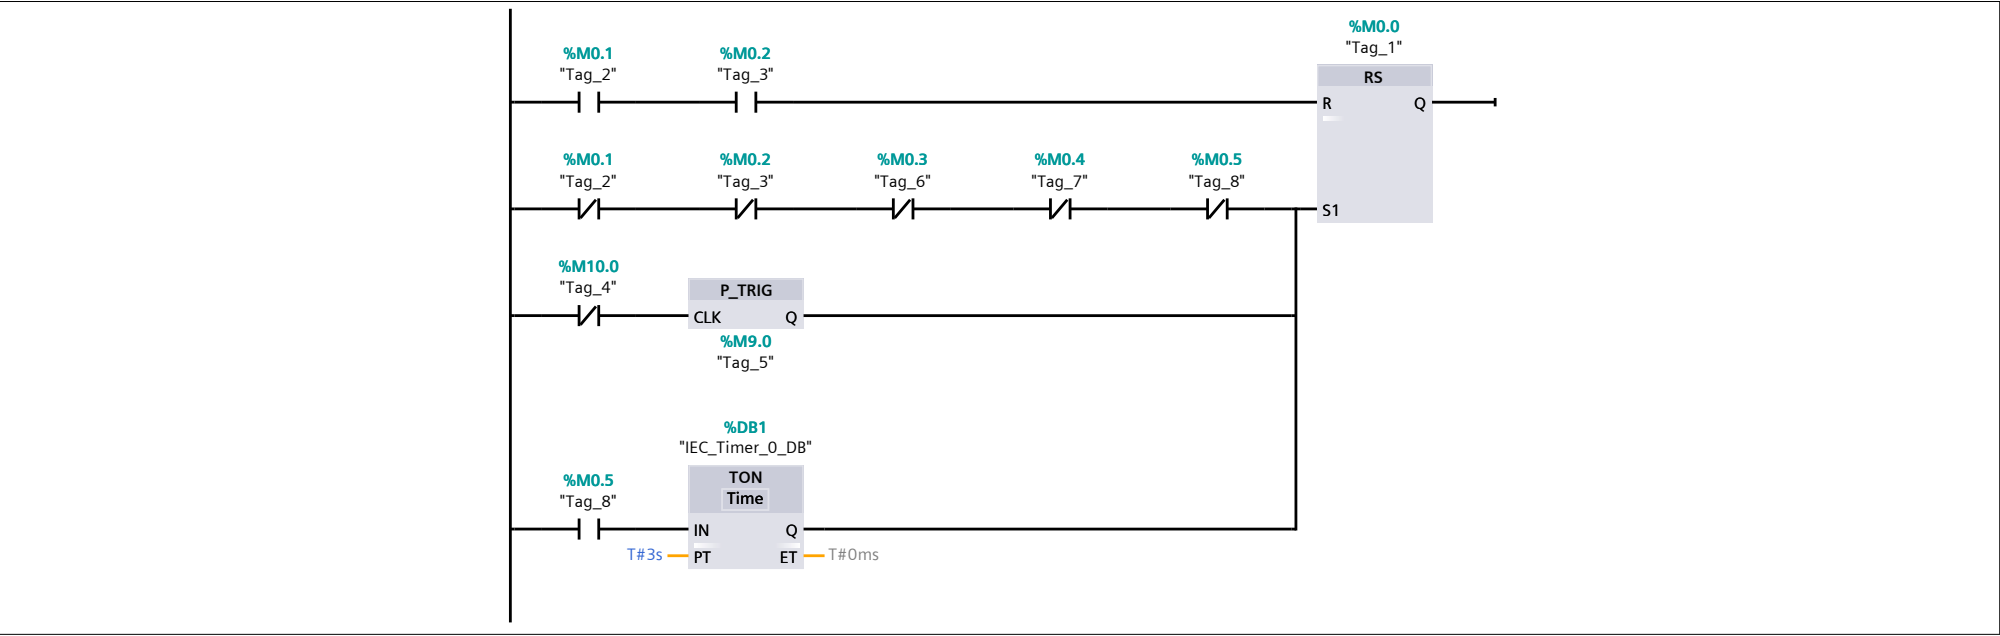 %M0.0
"Tag_1"
%M0.1 %M0.2
"Tag_2" "Tag_3" RS
R Q
%M0.1 %M0.2 %M0.3 %M0.4 %M0.5
"Tag_2" "Tag_3" "Tag_6" "Tag_7" "Tag_8"
S1
%M10.0
"Tag_4" P_TRIG
CLK Q
%M9.0
"Tag_5"
%DB1
"IEC_Timer_0_DB"
%M0.5 TON
"Tag_8" Time
IN Q
T#3s PT ET T#0ms